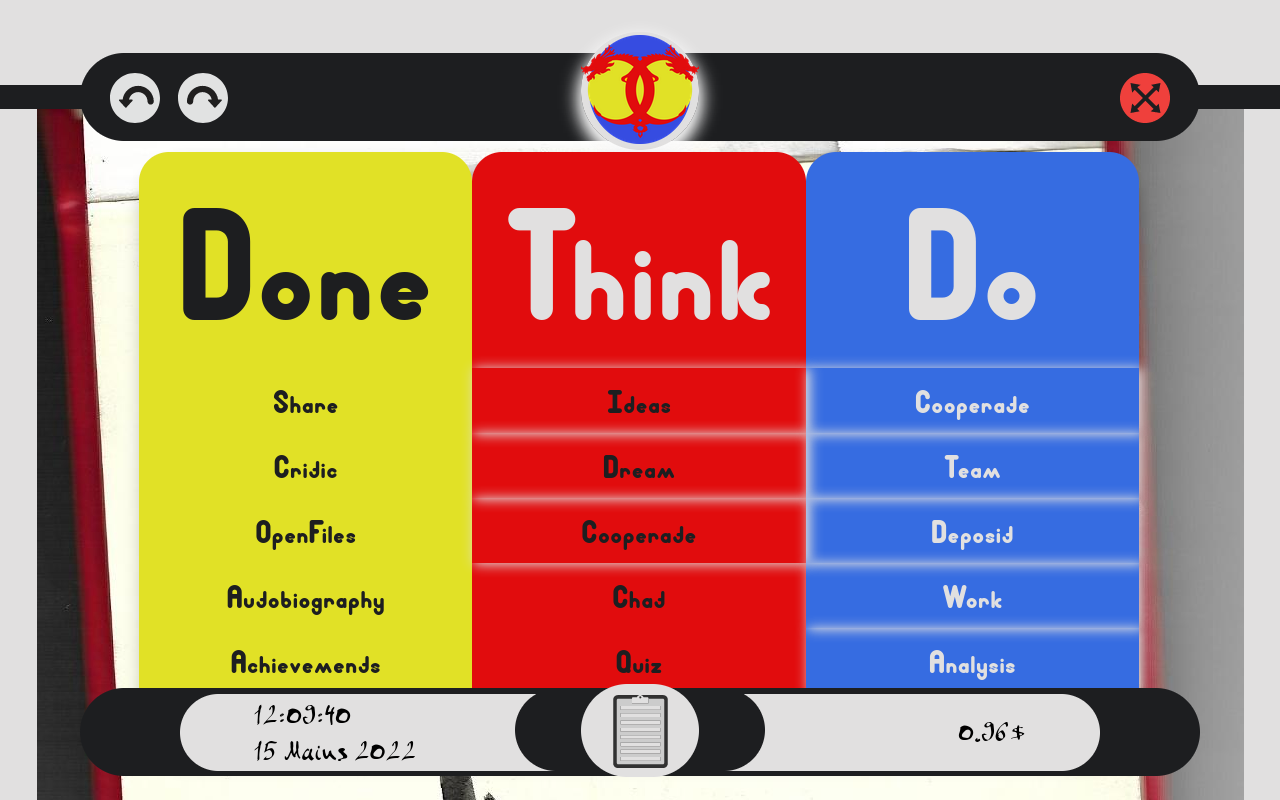 Done
Share
Cridic
OpenFiles
Audobiography
Achievemends
Think
Ideas
Dream
Cooperade
Chad
Quiz
Do
Cooperade
Team
Deposid
Work
Analysis
12:09:40
15 Maius 2022
0.96$